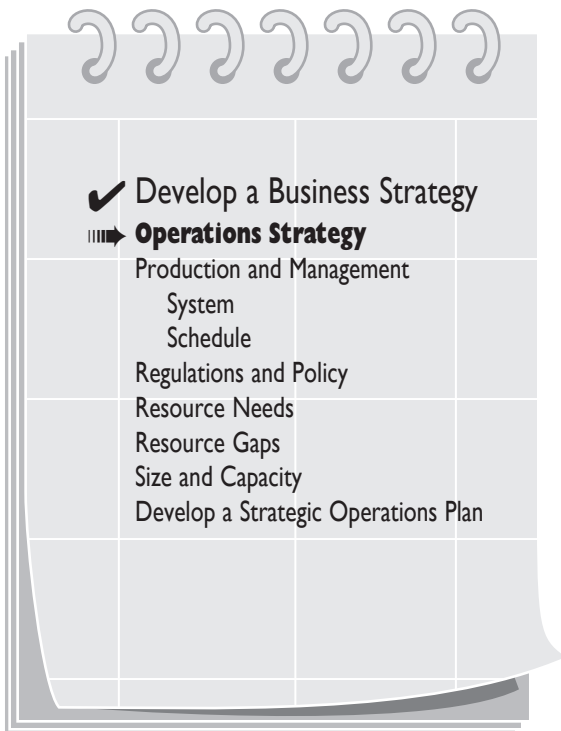 ✔ Develop a Business Strategy
Operations Strategy
Production and Management
System
Schedule
Regulations and Policy
Resource Needs
Resource Gaps
Size and Capacity
Develop a Strategic Operations Plan